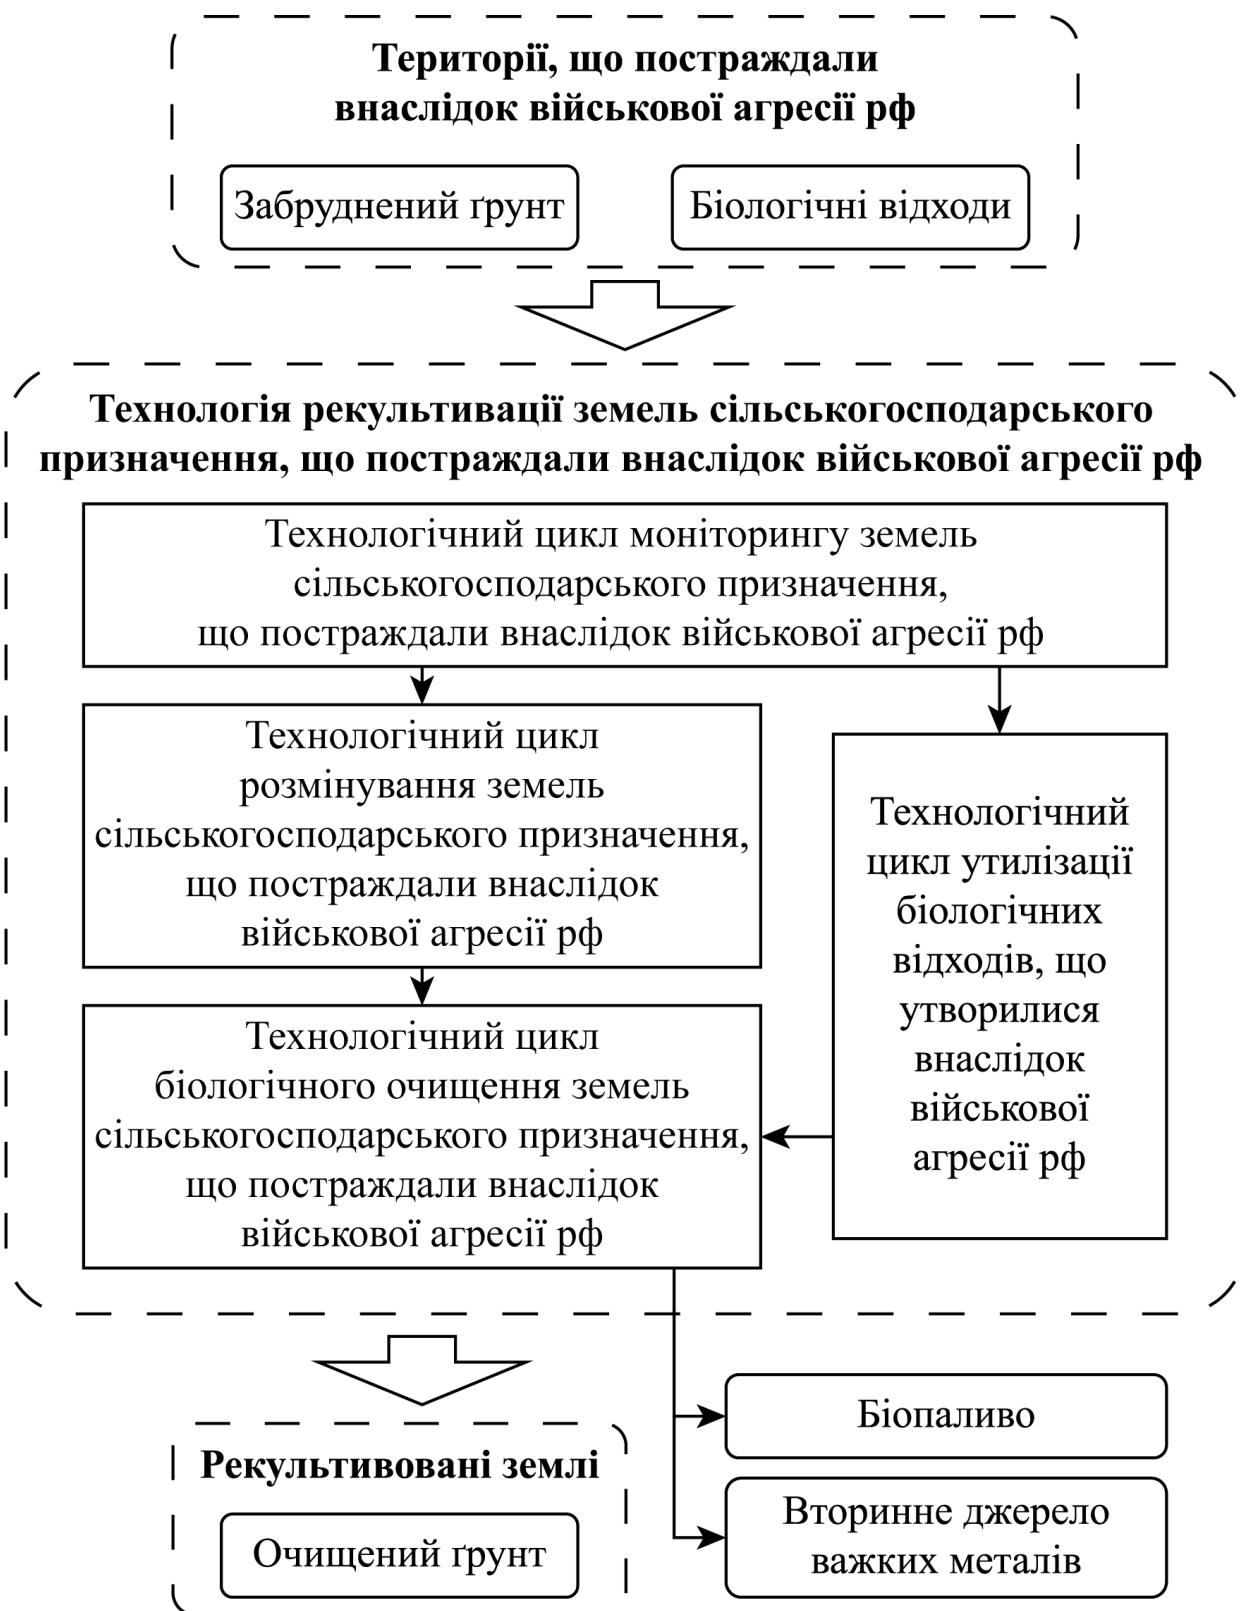 Території, що постраждали
внаслідок військової агресії рф
Забруднений ґрунт
Біологічні відходи
Технологія рекультивації земель сільськогосподарського
призначення, що постраждали внаслідок військової агресії рф
Технологічний цикл моніторингу земель
сільськогосподарського призначення,
що постраждали внаслідок військової агресії рф
Технологічний цикл
розмінування земель
сільськогосподарського призначення,
що постраждали внаслідок
військової агресії рф
Технологічний
цикл утилізації
біологічних
відходів, що
утворилися
внаслідок
військової
агресії рф
Технологічний цикл
біологічного очищення земель
сільськогосподарського призначення,
що постраждали внаслідок
військової агресії рф
Біопаливо
Рекультивовані землі
Очищений ґрунт
Вторинне джерело
важких металів